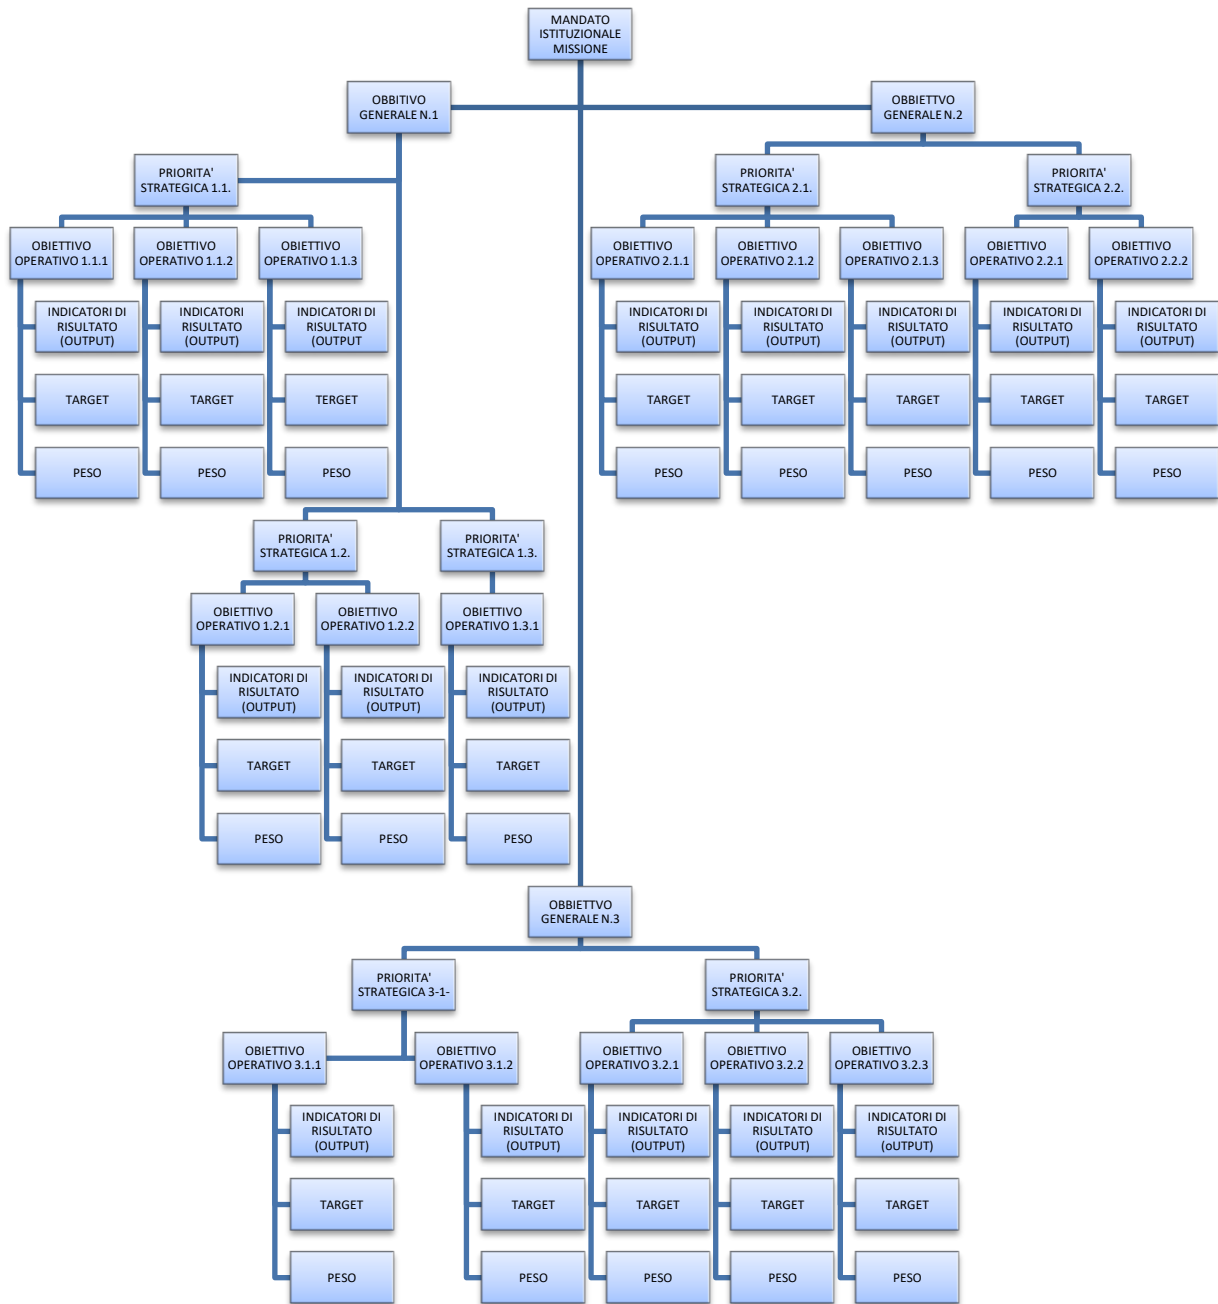 MANDATO
ISTITUZIONALE
MISSIONE
OBBITIVO
GENERALE N.1
OBBIETTVO
GENERALE N.2
PRIORITA'
STRATEGICA 1.1.
PRIORITA'
STRATEGICA 2.1.
PRIORITA'
STRATEGICA 2.2.
OBIETTIVO
OPERATIVO 1.1.1
OBIETTIVO
OPERATIVO 1.1.2
OBIETTIVO
OPERATIVO 1.1.3
OBIETTIVO
OPERATIVO 2.1.1
OBIETTIVO
OPERATIVO 2.1.2
OBIETTIVO
OPERATIVO 2.1.3
OBIETTIVO
OPERATIVO 2.2.1
OBIETTIVO
OPERATIVO 2.2.2
INDICATORI DI
RISULTATO
(OUTPUT)
INDICATORI
RISULTATO
(OUTPUT)
INDICATORI DI
RISULTATO
(OUTPUT
INDICATORI DI
RISULTATO
(OUTPUT)
INDICATORI DI
RISULTATO
(OUTPUT)
INDICATORI DI
RISULTATO
(OUTPUT)
INDICATORI DI
RISULTATO
(OUTPUT)
INDICATORI DI
RISULTATO
(OUTPUT)
TARGET
TARGET
TERGET
TARGET
TARGET
TARGET
TARGET
TARGET
PESO
PESO
PESO
PESO
PESO
PESO
PESO
PESO
PRIORITA'
STRATEGICA 1.2.
PRIORITA'
STRATEGICA 1.3.
OBIETTIVO
OPERATIVO 1.2.1
OBIETTIVO
OPERATIVO 1.2.2
OBIETTIVO
OPERATIVO 1.3.1
INDICATORI DI
RISULTATO
(OUTPUT)
INDICATORI DI
RISULTATO
(OUTPUT)
INDICATORI DI
RISULTATO
(OUTPUT)
TARGET
TARGET
TARGET
PESO
PESO
PESO
OBBIETTVO
GENERALE N.3
PRIORITA'
STRATEGICA 3-1-
PRIORITA'
STRATEGICA 3.2.
OBIETTIVO
OPERATIVO 3.1.1
OBIETTIVO
OPERATIVO 3.1.2
OBIETTIVO
OPERATIVO 3.2.1
OBIETTIVO
OPERATIVO 3.2.2
OBIETTIVO
OPERATIVO 3.2.3
INDICATORI DI
RISULTATO
(OUTPUT)
INDICATORI DI
RISULTATO
(OUTPUT)
INDICATORI DI
RISULTATO
(OUTPUT)
INDICATORI DI
RISULTATO
(OUTPUT)
INDICATORI DI
RISULTATO
(oUTPUT)
TARGET
TARGET
TARGET
TARGET
TARGET
PESO
PESO
PESO
PESO
PESO